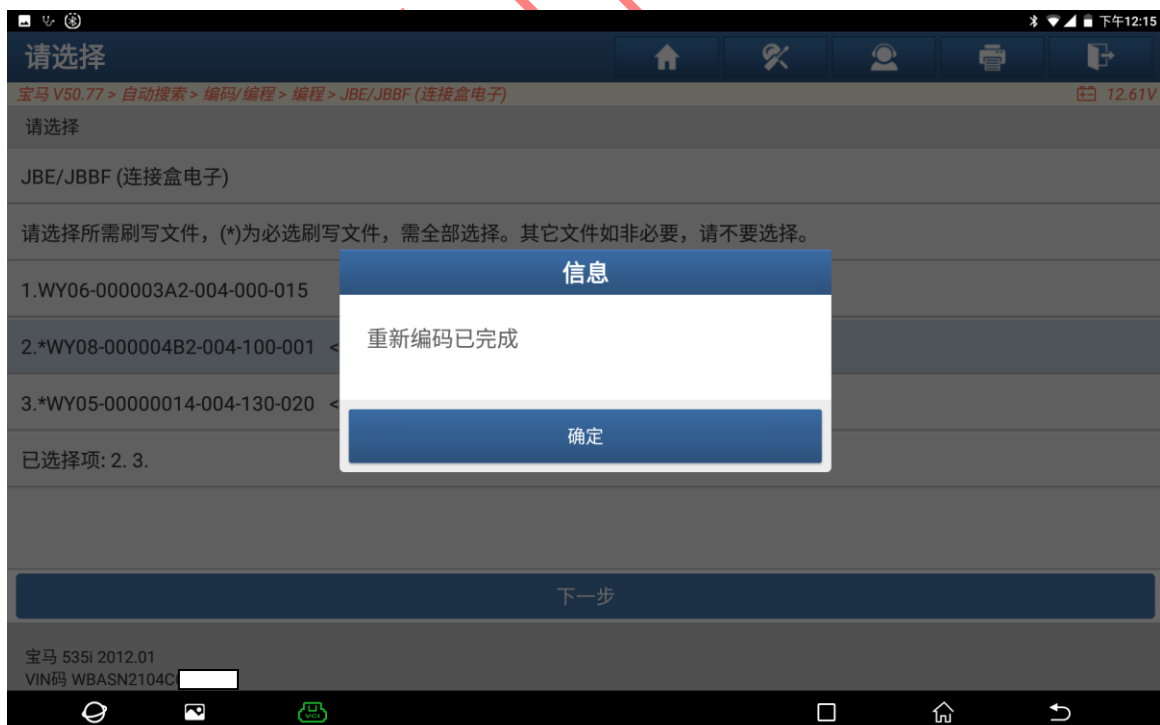 下午12:15
请选择
宝马 V50.77 > 自动搜索 > 编码/编程 > 编程 > JBE/JBBF (连接盒电子)
12.61V
请选择
JBE/JBBF (连接盒电子)
请选择所需刷写文件，(*)为必选刷写文件，需全部选择。其它文件如非必要，请不要选择。
信息
1.WY06-000003A2-004-000-015
重新编码已完成
2.*WY08-000004B2-004-100-001 <
3.*WY05-00000014-004-130-020 <
确定
已选择项: 2. 3.
下一步
宝马 535i 2012.01
VIN码 WBASN2104C
VCI